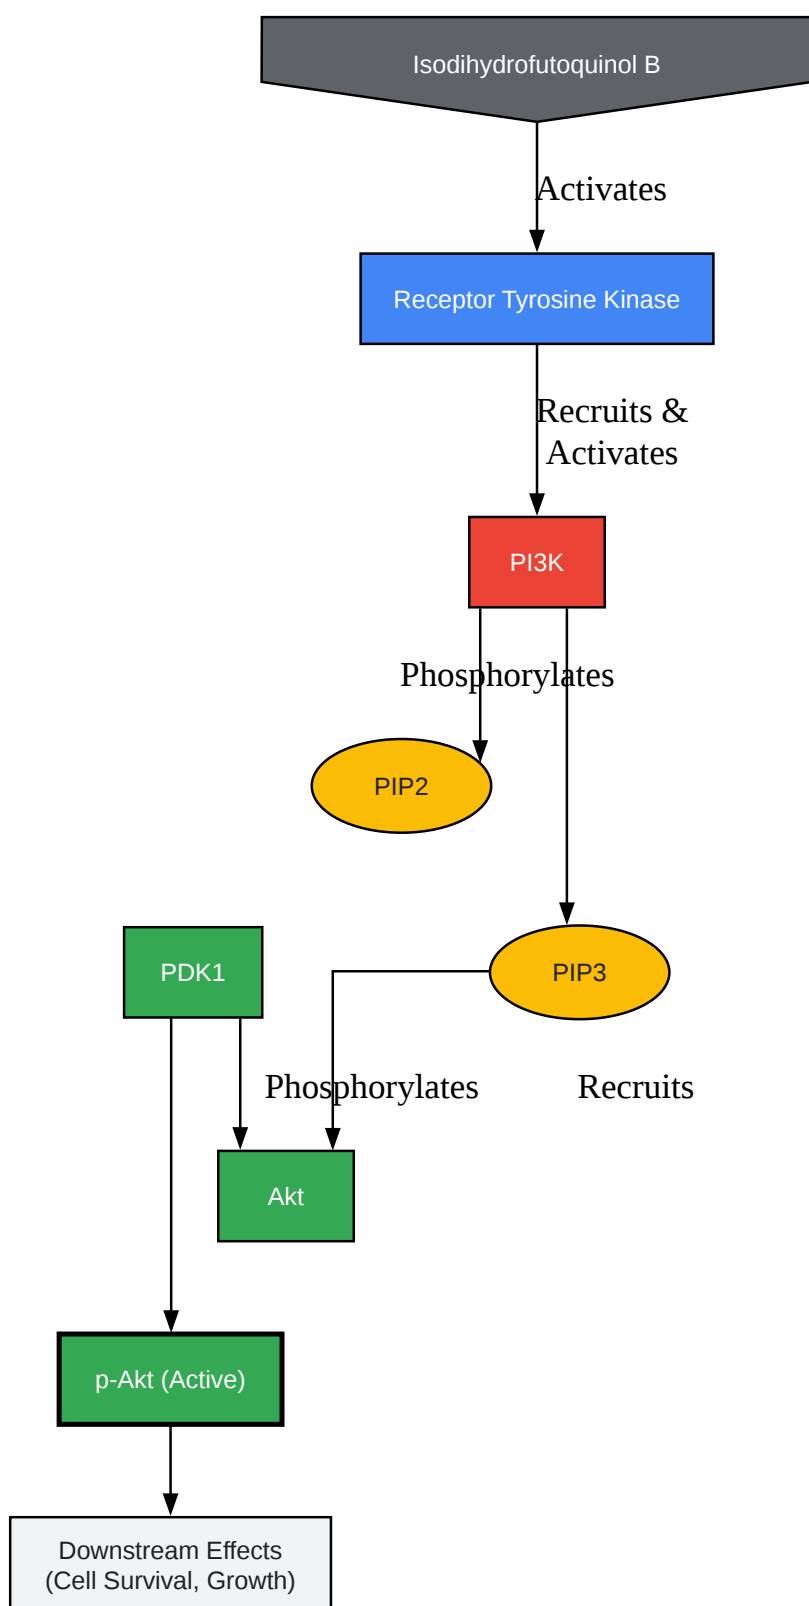 Isodihydrofutoquinol B
Activates
Receptor Tyrosine Kinase
Recruits &
Activates
PI3K
Phosphorylates
PIP2
PDK1
PIP3
Phosphorylates
Recruits
Akt
p-Akt (Active)
Downstream Effects
(Cell Survival, Growth)